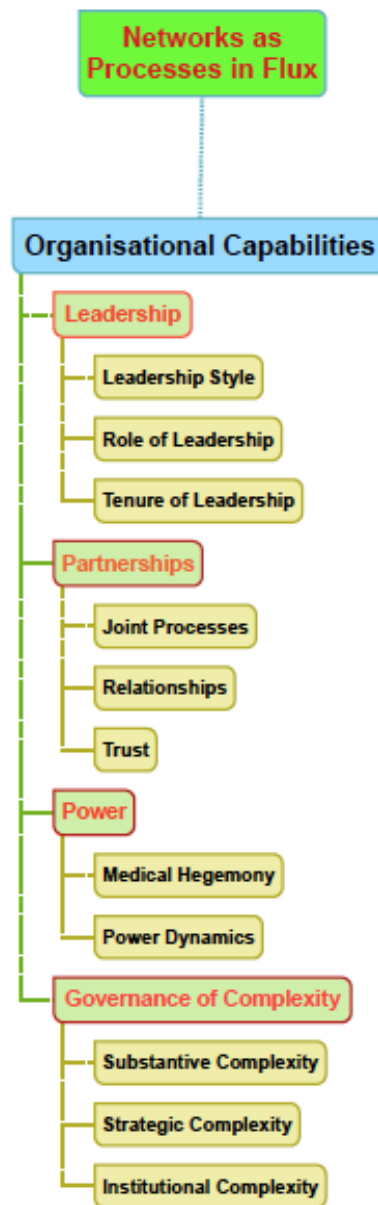 Networks as
Processes in Flux
Organisational Capabilities
Leadership
Leadership Style
Role of Leadership
Tenure of Leadership
Partnerships
Joint Processes
Relationships
Trust
Power
Medical Hegemony
Power Dynamics
Governance of Complexity
Substantive Complexity
Strategic Complexity
Institutional Complexity